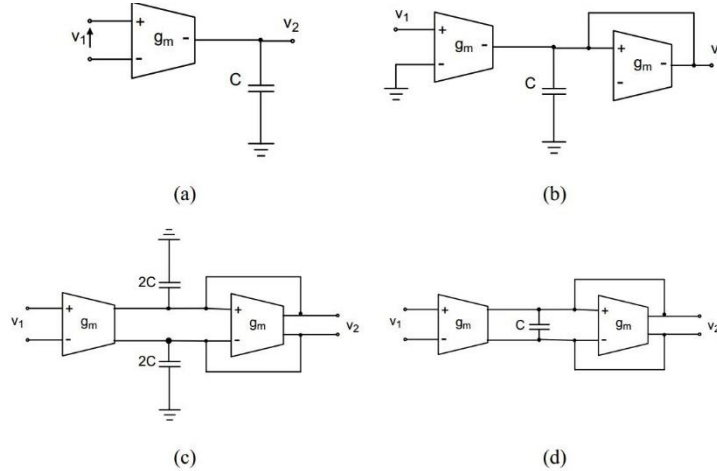 + v₁ - gₘ - v₂
C
(a)
v₁ + - gₘ - + - gₘ - v
C
(b)
2C
v₁ + - gₘ + - gₘ v₂
2C
(c)
v₁ + - gₘ C + - gₘ v₂
(d)